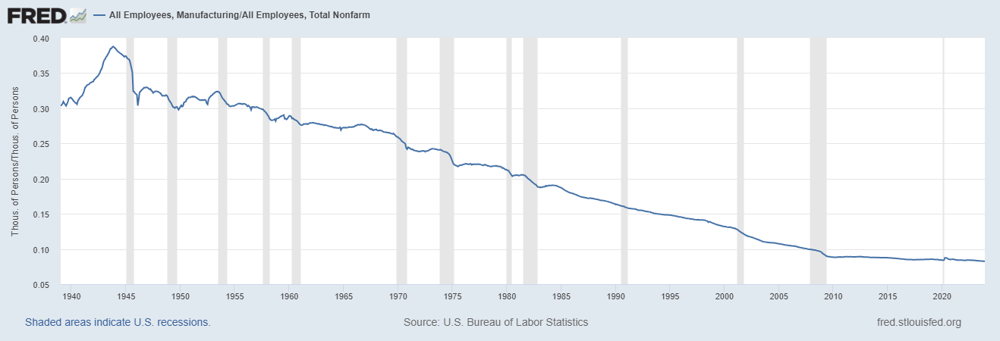 FRED All Employees, Manufacturing/All Employees, Total Nonfarm
Thous. of Persons/Thous. of Persons
0.40
0.35
0.30
0.25
0.20
0.15
0.10
0.05
1940 1945 1950 1955 1960 1965 1970 1975 1980 1985 1990 1995 2000 2005 2010 2015 2020
Shaded areas indicate U.S. recessions. Source: U.S. Bureau of Labor Statistics fred.stlouisfed.org